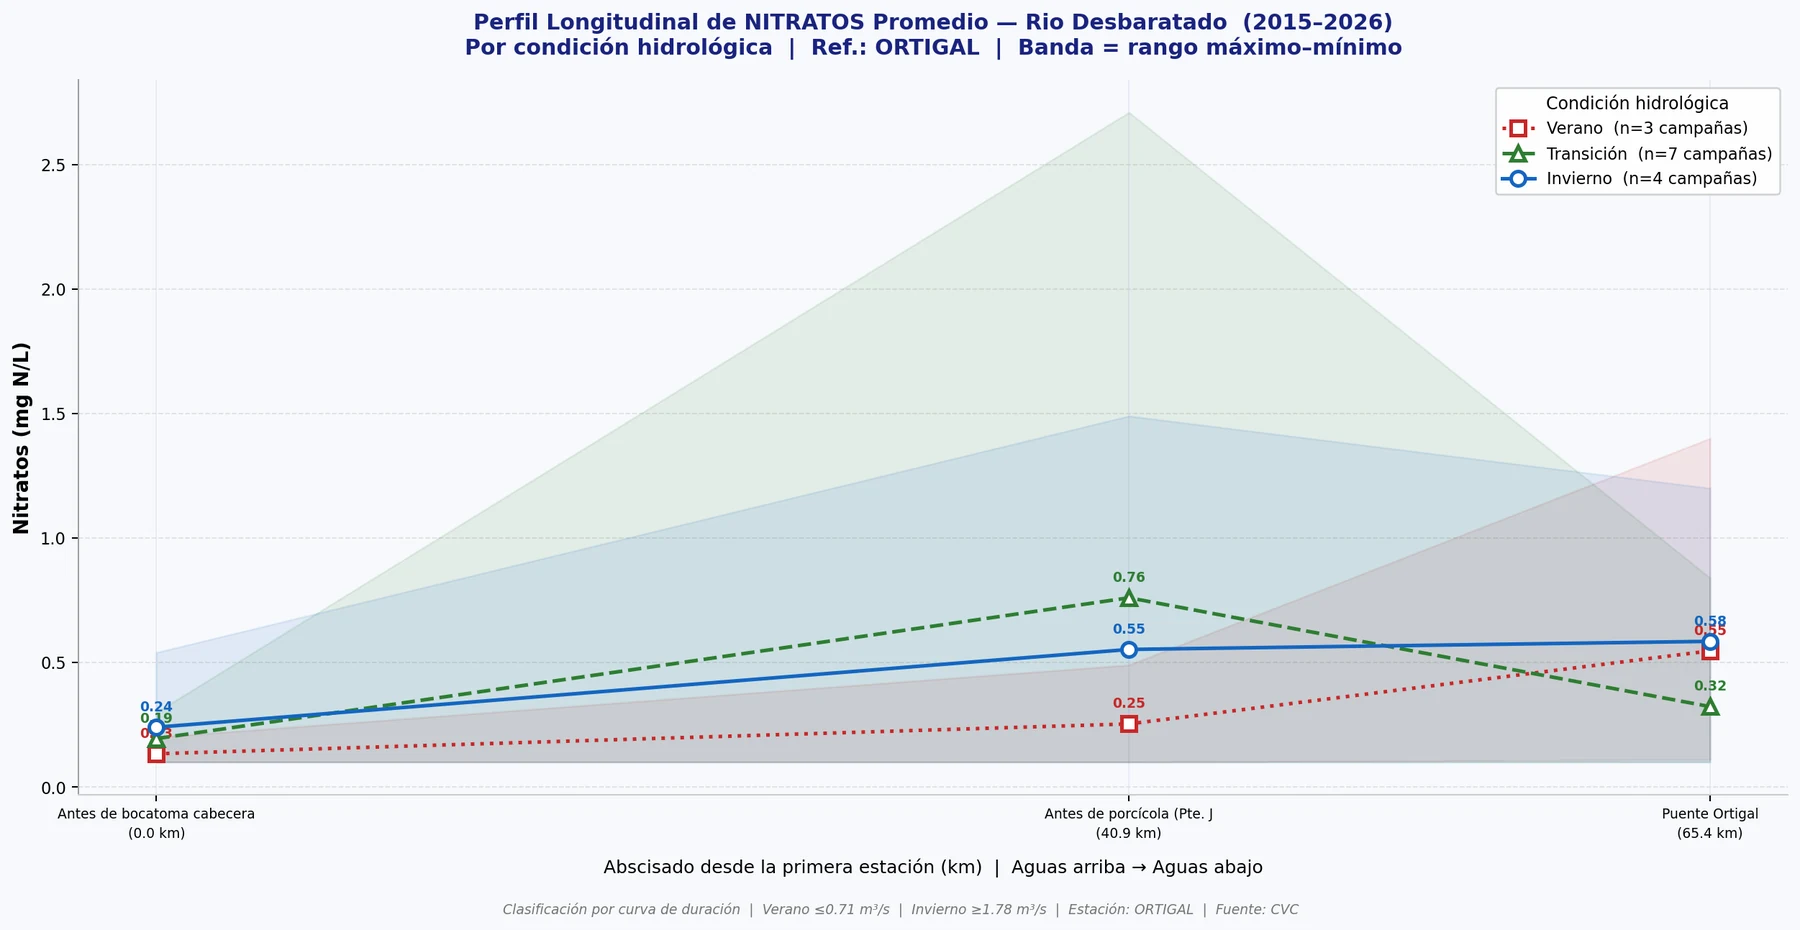 Perfil Longitudinal de NITRATOS Promedio — Rio Desbaratado (2015–2026)
Por condición hidrológica | Ref.: ORTIGAL | Banda = rango máximo–mínimo
Condición hidrológica
Verano (n=3 campañas)
Transición (n=7 campañas)
Invierno (n=4 campañas)
Nitratos (mg N/L)
2.5
2.0
1.5
1.0
0.5
0.0
0.24
0.19
0.76
0.55
0.25
0.58
0.55
0.32
Antes de bocatoma cabecera
(0.0 km)
Antes de porcícola (Pte. J
(40.9 km)
Puente Ortigal
(65.4 km)
Abscisado desde la primera estación (km) | Aguas arriba → Aguas abajo
Clasificación por curva de duración | Verano ≤0.71 m³/s | Invierno ≥1.78 m³/s | Estación: ORTIGAL | Fuente: CVC